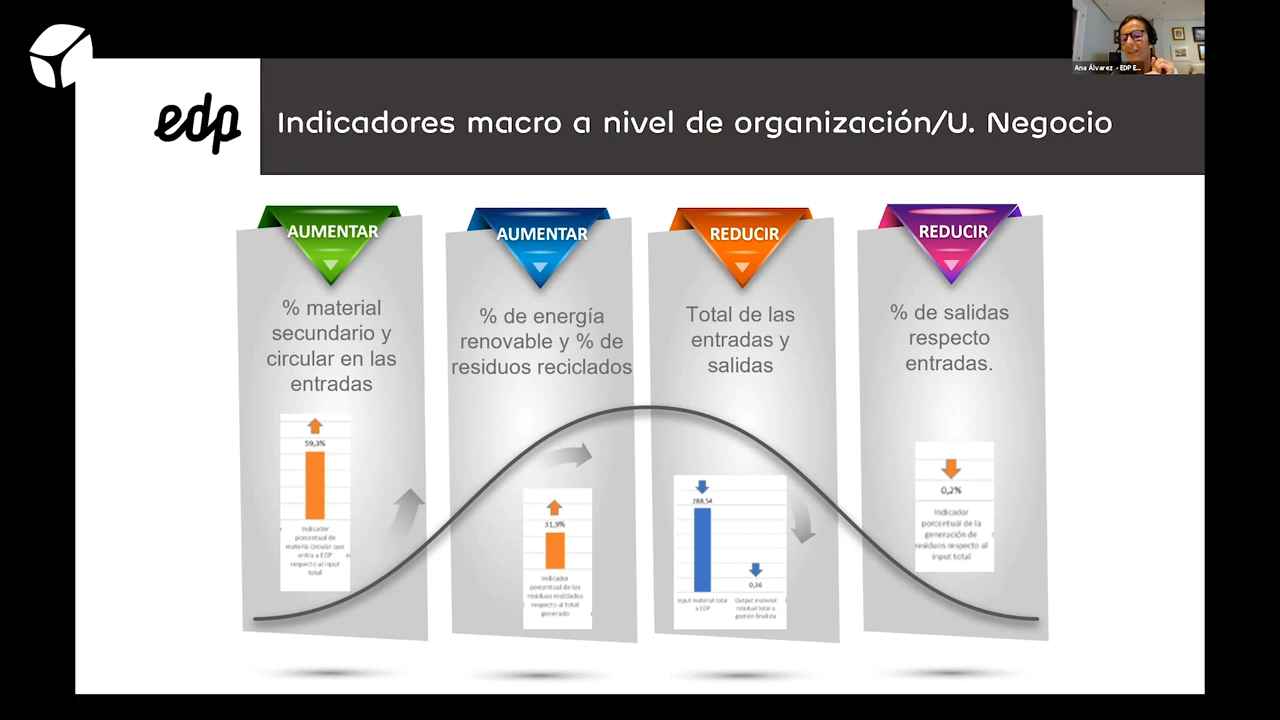 Ana Álvarez - EDP E...
edp
Indicadores macro a nivel de organización/U. Negocio
AUMENTAR
% material
secundario y
circular en las
entradas
59,3%
Indicador
porcentual de
materia circular que
entra a EDP
respecto al input
total
AUMENTAR
% de energía
renovable y % de
residuos reciclados
31,9%
Indicador
porcentual de los
residuos reciclados
respecto al total
generado
REDUCIR
Total de las
entradas y
salidas
288,54
Input material total
a EDP
0,36
Output material
residual total a
gestión finalista
REDUCIR
% de salidas
respecto
entradas.
0,2%
Indicador
porcentual de la
generación de
residuos respecto al
input total